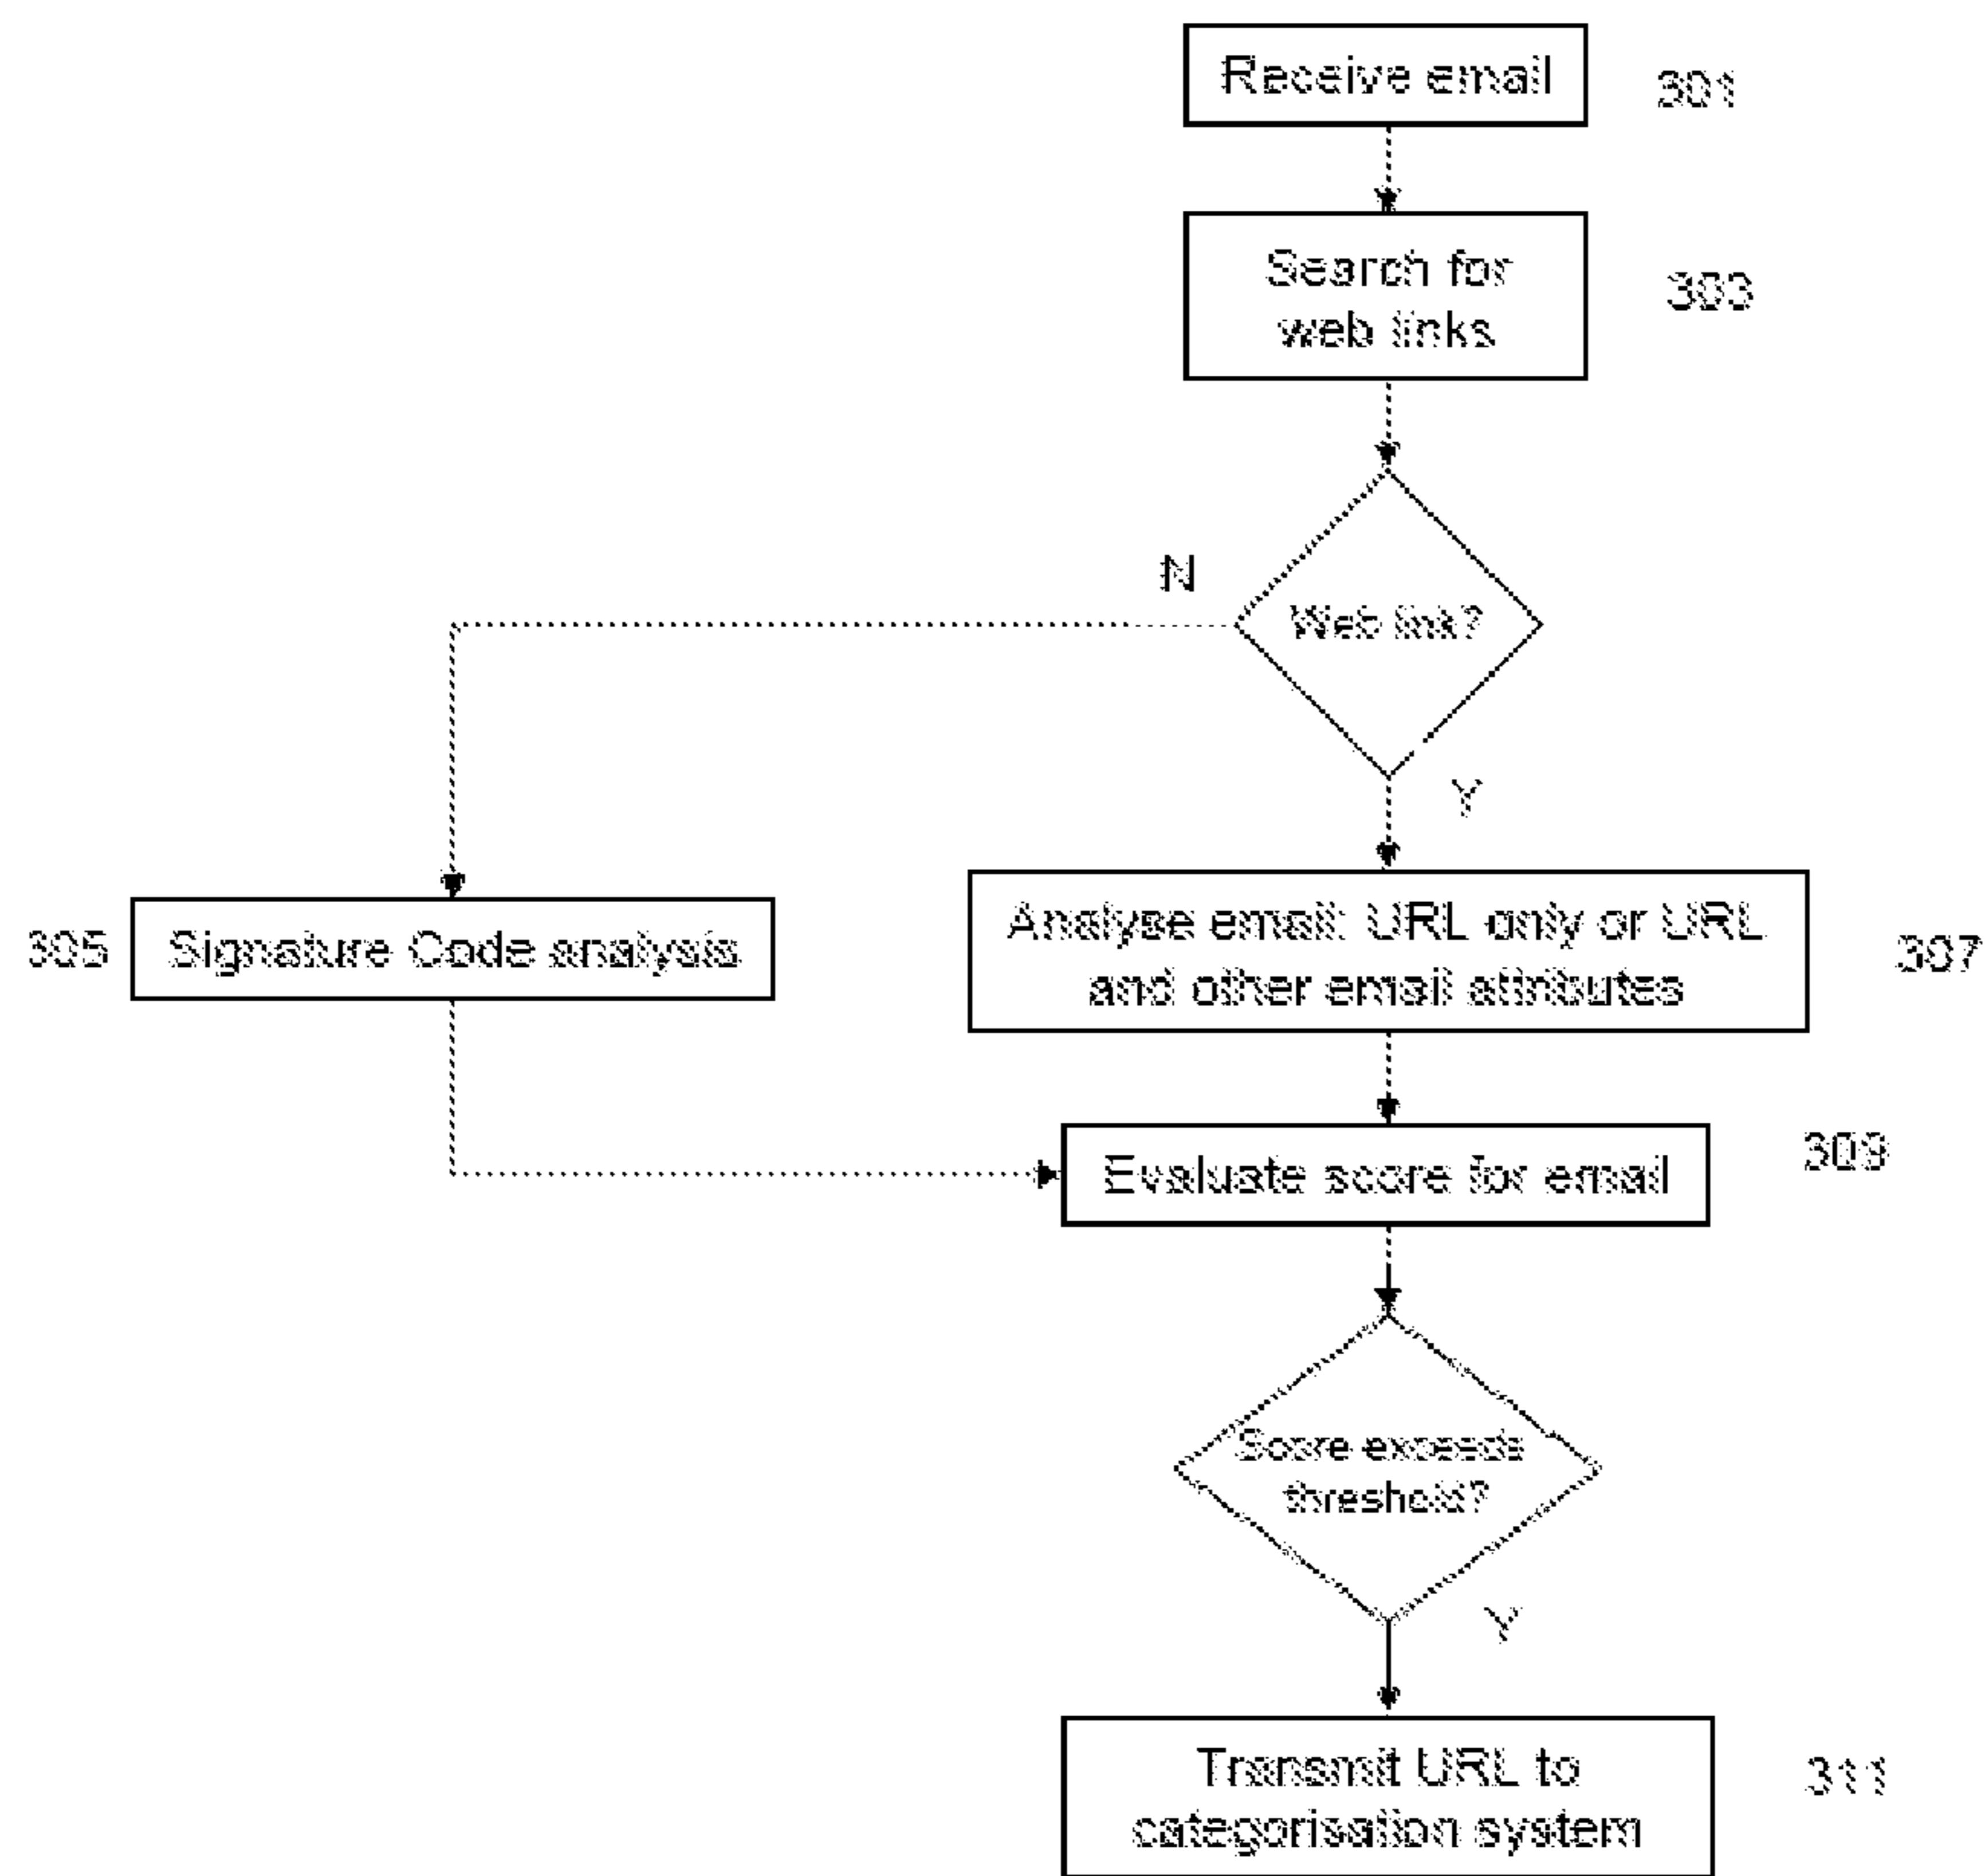 Receive email
301
Search for
web links
303
N
Web link?
Y
305
Signature Code analysis
Analyse email: URL only or URL
and other email attributes
307
Evaluate score for email
309
Score exceeds
threshold?
Y
Transmit URL to
categorisation system
311